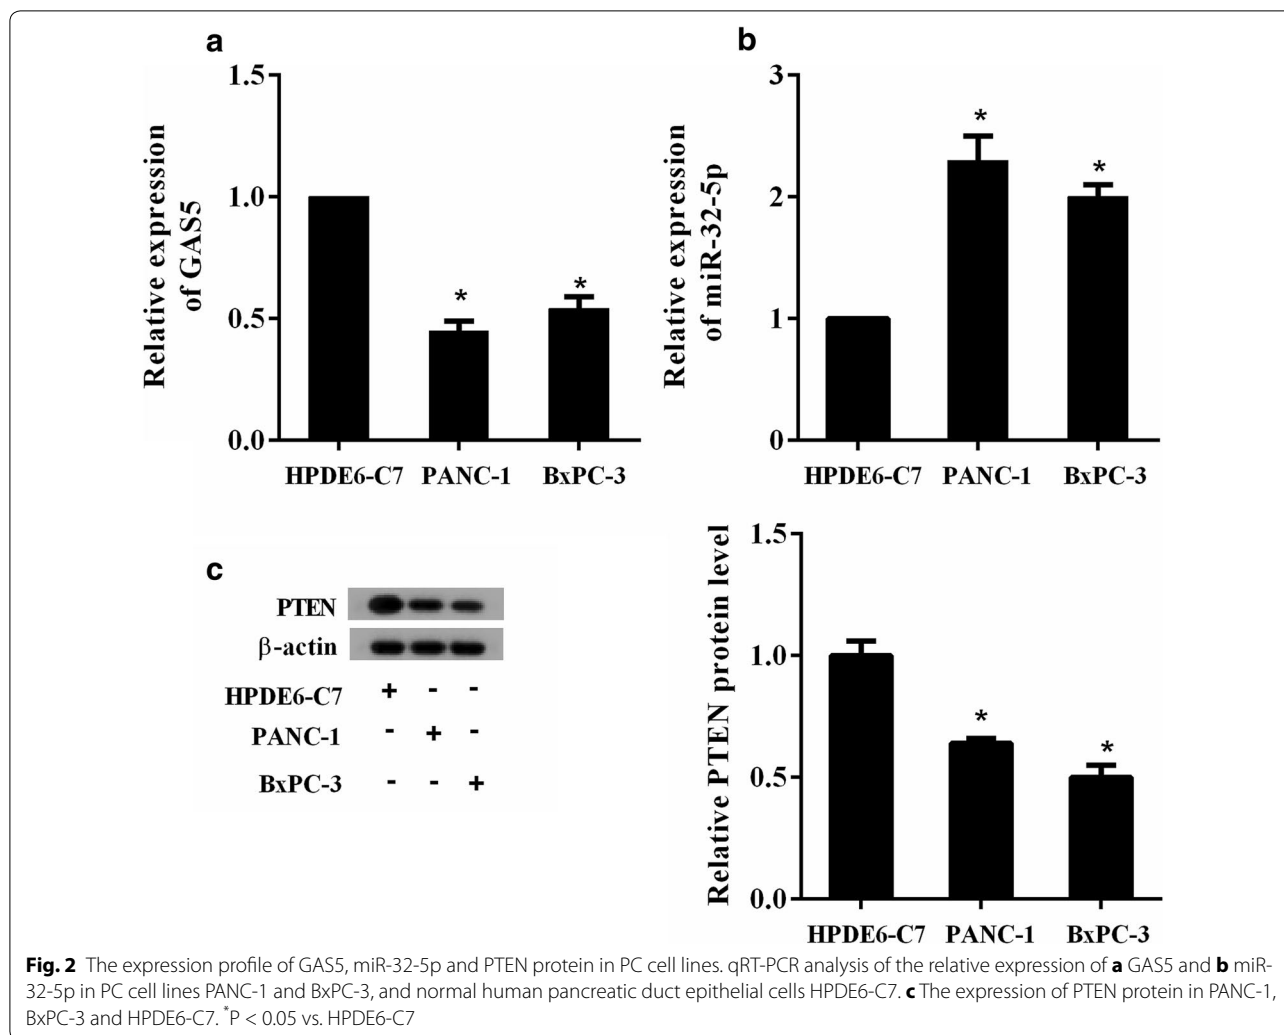 a
1.5
1.0
0.5
0.0
Relative expression
of GAS5
*
*
HPDE6-C7 PANC-1 BxPC-3
b
3
2
1
0
Relative expression
of miR-32-5p
*
*
HPDE6-C7 PANC-1 BxPC-3
c
PTEN
β-actin
HPDE6-C7 + - -
PANC-1 - + -
BxPC-3 - - +
1.5
1.0
0.5
0.0
Relative PTEN protein level
*
*
HPDE6-C7 PANC-1 BxPC-3
Fig. 2 The expression profile of GAS5, miR-32-5p and PTEN protein in PC cell lines. qRT-PCR analysis of the relative expression of a GAS5 and b miR-
32-5p in PC cell lines PANC-1 and BxPC-3, and normal human pancreatic duct epithelial cells HPDE6-C7. c The expression of PTEN protein in PANC-1,
BxPC-3 and HPDE6-C7. *P < 0.05 vs. HPDE6-C7